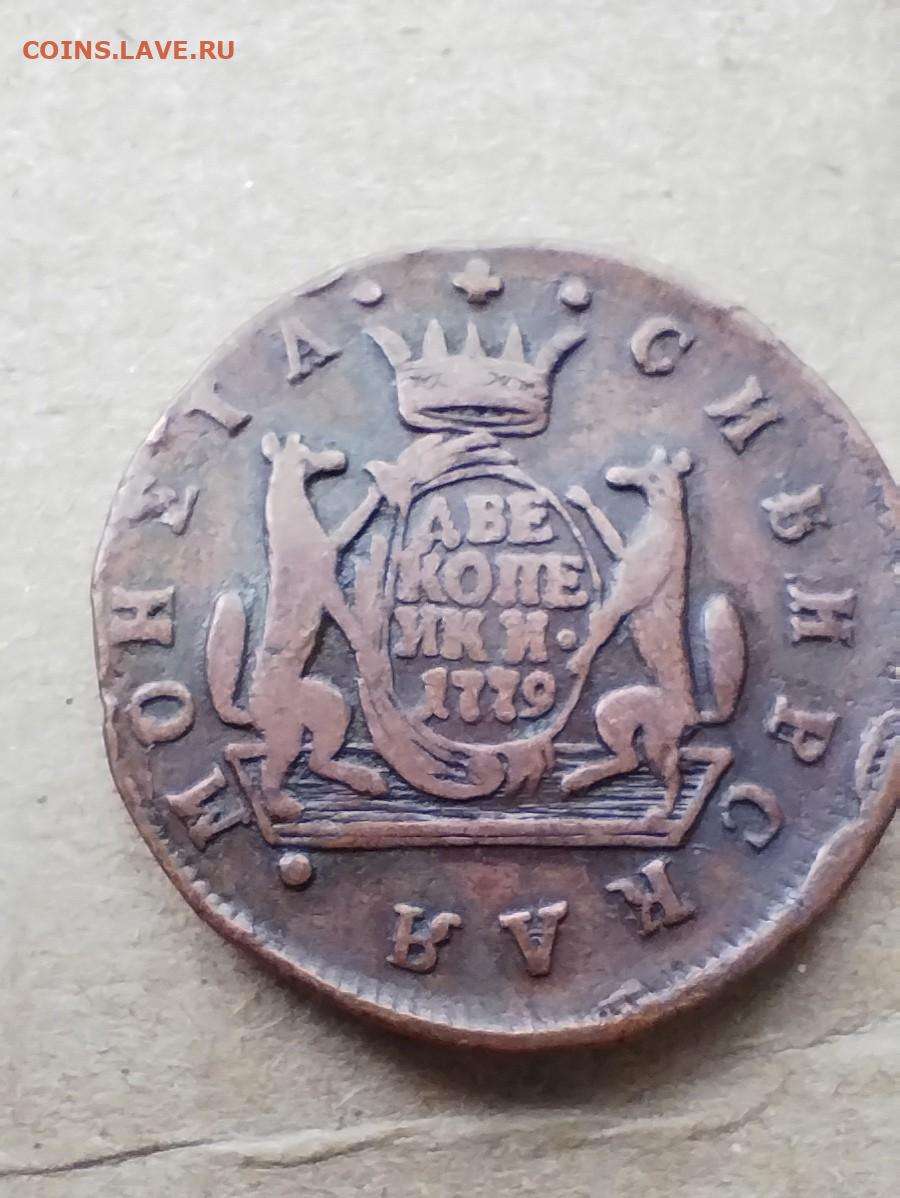 COINS.LAVE.RU
СИБИРСКАЯ МОНЕТА
ДВЕ
КОПЕ
ИКИ
1779